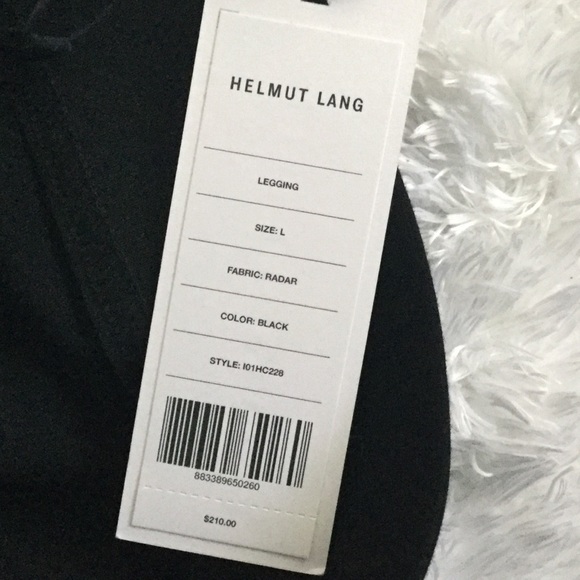 HELMUT LANG
LEGGING
SIZE: L
FABRIC: RADAR
COLOR: BLACK
STYLE: I01HC228
883389650260
$210.00